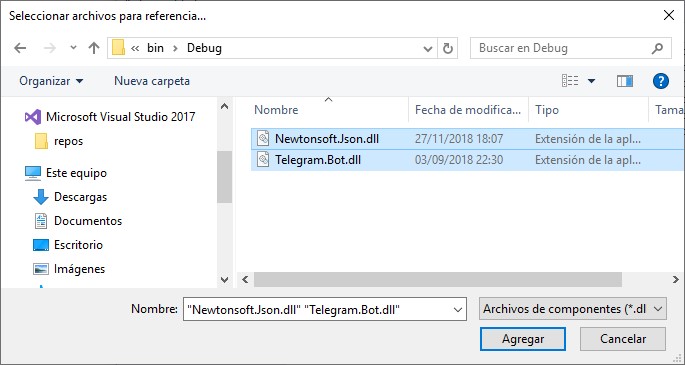 Seleccionar archivos para referencia...
« bin › Debug
Buscar en Debug
Organizar
Nueva carpeta
?
Microsoft Visual Studio 2017
repos
Este equipo
Descargas
Documentos
Escritorio
Imágenes
Nombre Fecha de modifica... Tipo Tama
Newtonsoft.Json.dll 27/11/2018 18:07 Extensión de la apl...
Telegram.Bot.dll 03/09/2018 22:30 Extensión de la apl...
Nombre: "Newtonsoft.Json.dll" "Telegram.Bot.dll" Archivos de componentes (*.dl
Agregar Cancelar